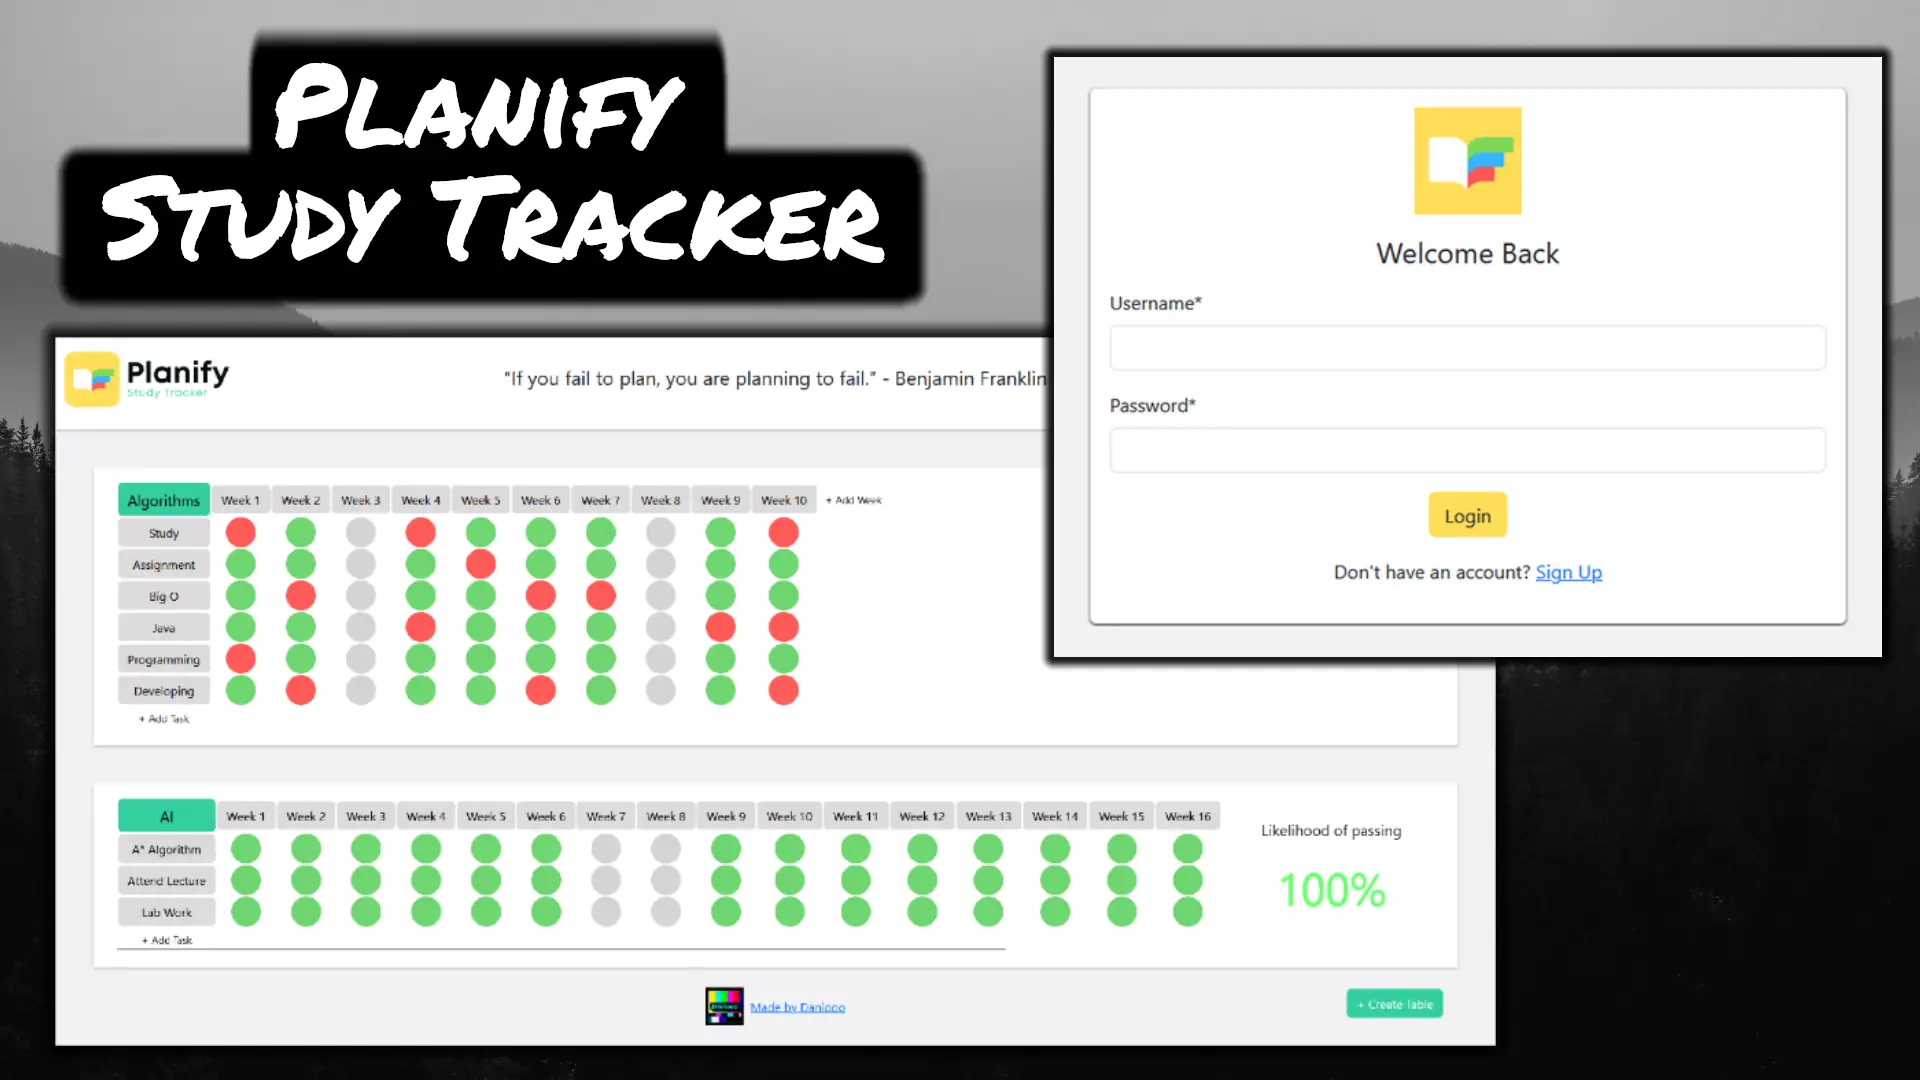 PLANIFY
STUDY TRACKER
Planify
Study Tracker
"If you fail to plan, you are planning to fail." - Benjamin Franklin
Algorithms Week 1 Week 2 Week 3 Week 4 Week 5 Week 6 Week 7 Week 8 Week 9 Week 10 + Add Week
Study
Assignment
Big O
Java
Programming
Developing
+ Add Task
AI Week 1 Week 2 Week 3 Week 4 Week 5 Week 6 Week 7 Week 8 Week 9 Week 10 Week 11 Week 12 Week 13 Week 14 Week 15 Week 16
A* Algorithm
Attend Lecture
Lab Work
+ Add Task
Likelihood of passing
100%
Made by Daniooo
+ Create Table
Welcome Back
Username*
Password*
Login
Don't have an account? Sign Up